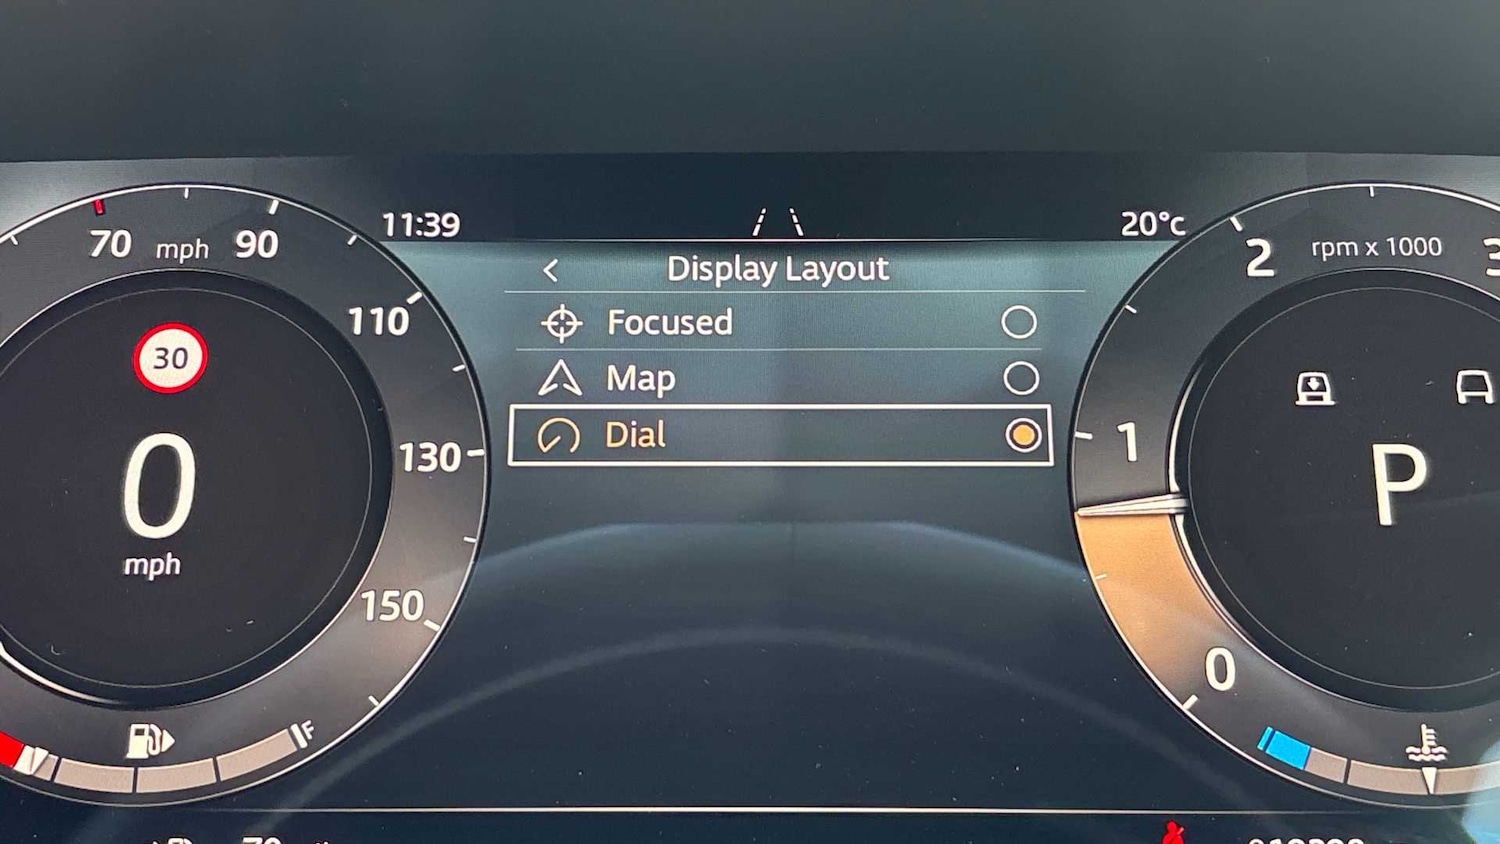 11:39
20°c
70 mph 90
110
130
150
30
0
mph
F
Display Layout
Focused
Map
Dial
2 rpm x 1000 3
1
0
P